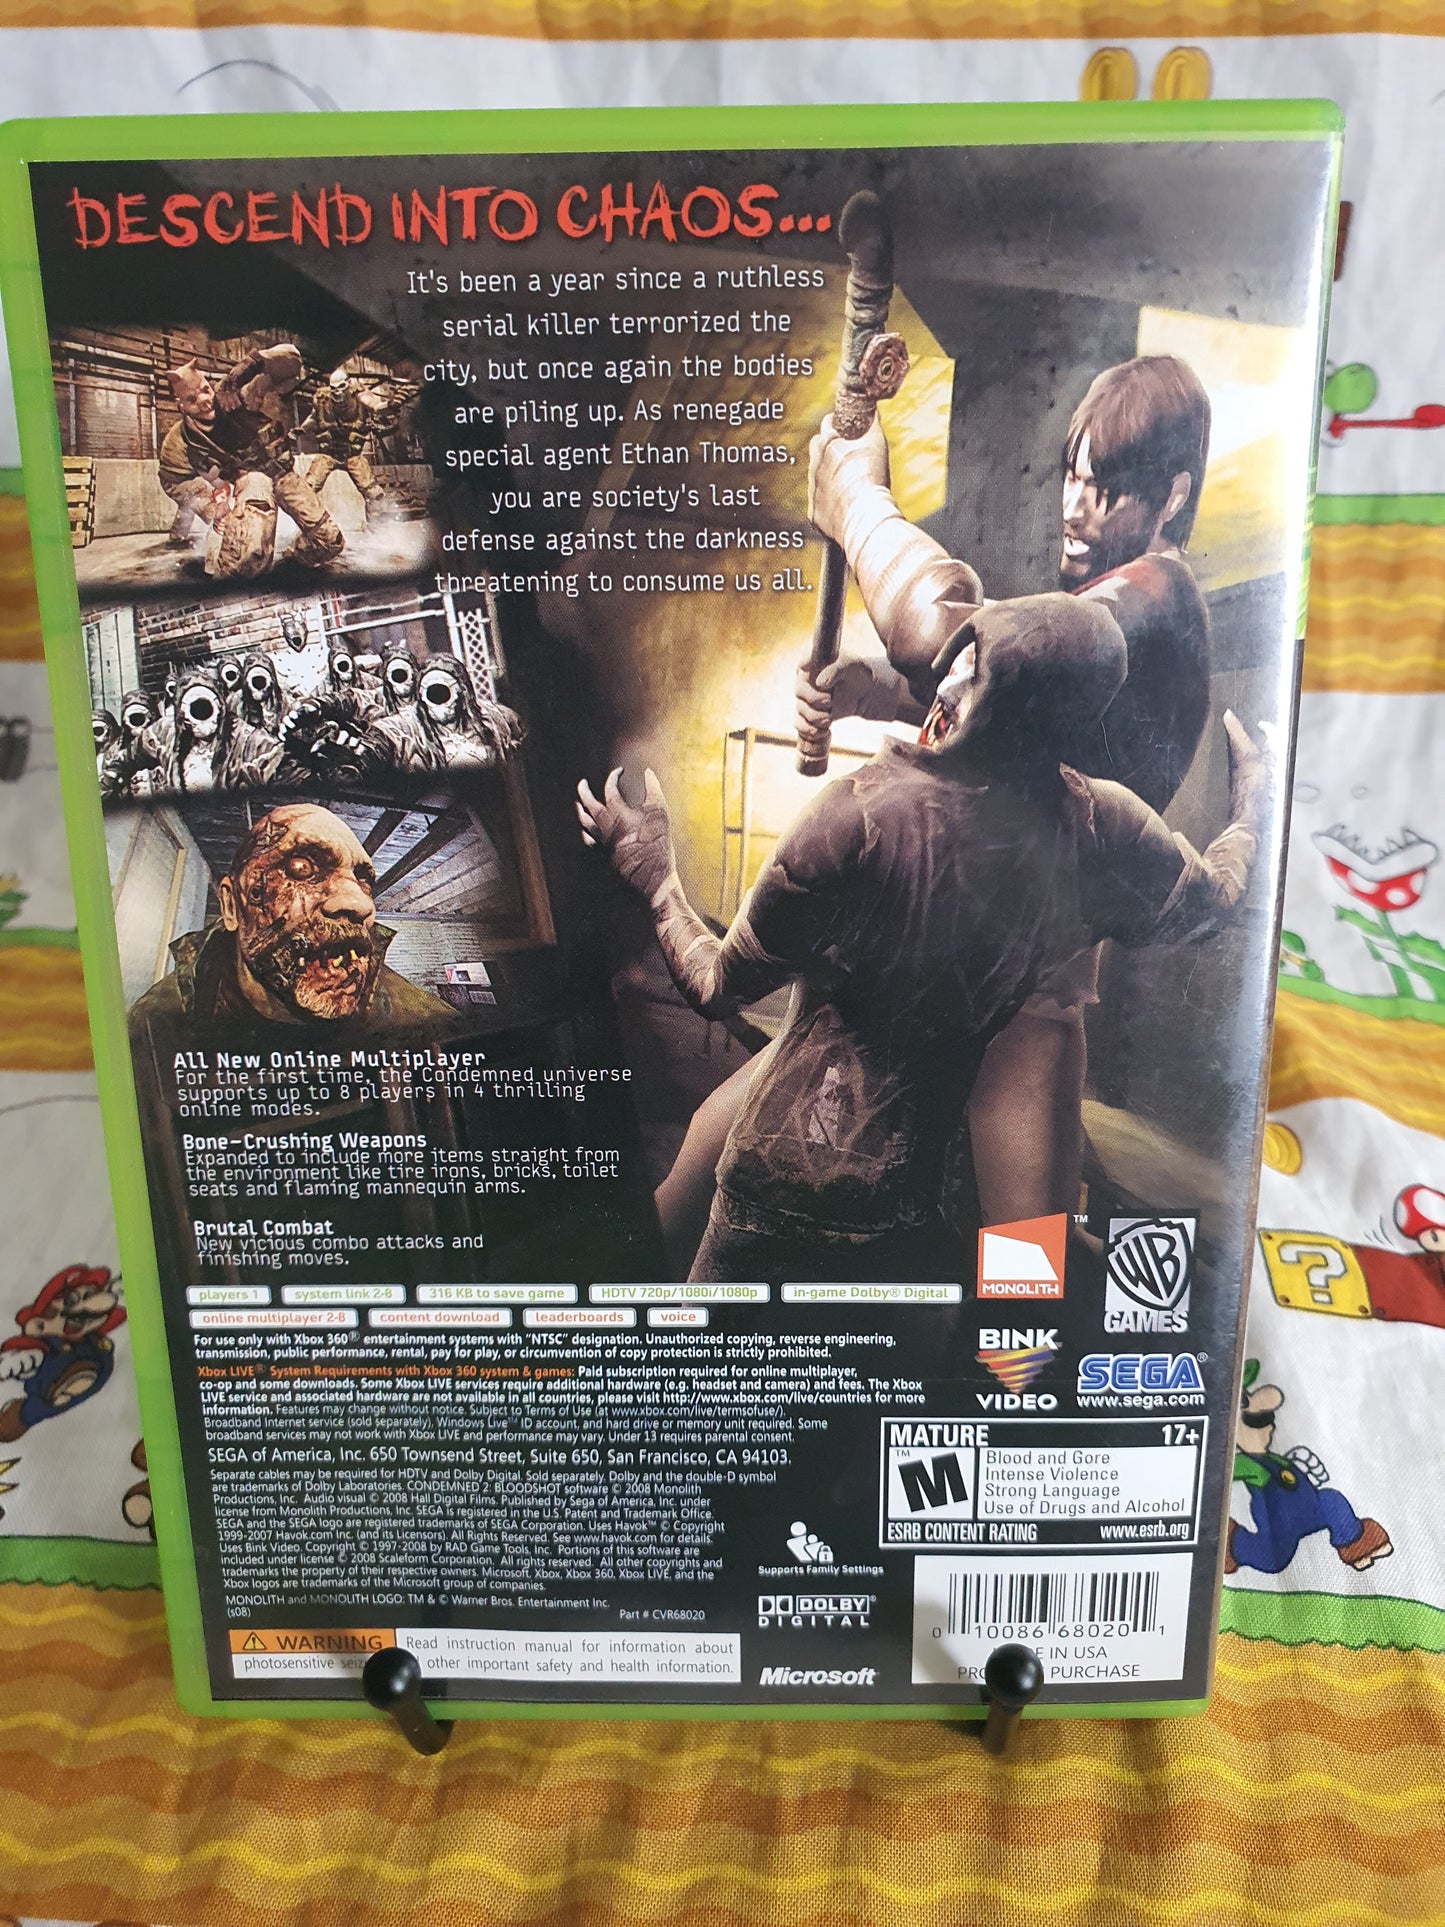 DESCEND INTO CHAOS...
It's been a year since a ruthless
serial killer terrorized the
city, but once again the bodies
are piling up. As renegade
special agent Ethan Thomas,
you are society's last
defense against the darkness
threatening to consume us all.
All New Online Multiplayer
For the first time, the Condemned universe
supports up to 8 players in 4 thrilling
online modes.
Bone-Crushing Weapons
Expanded to include more items straight from
the environment like tire irons, bricks, toilet
seats and flaming mannequin arms.
Brutal Combat
New vicious combo attacks and
finishing moves.
players 1 system link 2-8 316 KB to save game HDTV 720p/1080i/1080p in-game Dolby® Digital
online multiplayer 2-8 content download leaderboards voice
For use only with Xbox 360® entertainment systems with "NTSC" designation. Unauthorized copying, reverse engineering,
transmission, public performance, rental, pay for play, or circumvention of copy protection is strictly prohibited.
Xbox LIVE® System Requirements with Xbox 360 system & games: Paid subscription required for online multiplayer,
co-op and some downloads. Some Xbox LIVE services require additional hardware (e.g. headset and camera) and fees. The Xbox
LIVE service and associated hardware are not available in all countries, please visit http://www.xbox.com/live/countries for more
information. Features may change without notice. Subject to Terms of Use (at www.xbox.com/live/termsofuse/).
Broadband Internet service (sold separately), Windows Live™ ID account, and hard drive or memory unit required. Some
broadband services may not work with Xbox LIVE and performance may vary. Under 13 requires parental consent.
SEGA of America, Inc. 650 Townsend Street, Suite 650, San Francisco, CA 94103.
Separate cables may be required for HDTV and Dolby Digital. Sold separately. Dolby and the double-D symbol
are trademarks of Dolby Laboratories. CONDEMNED 2: BLOODSHOT software © 2008 Monolith
Productions, Inc. Audio visual © 2008 Hall Digital Films. Published by Sega of America, Inc. under
license from Monolith Productions, Inc. SEGA is registered in the U.S. Patent and Trademark Office.
SEGA and the SEGA logo are registered trademarks of SEGA Corporation. Uses Havok™ © Copyright
1999-2007 Havok.com Inc. (and its Licensors). All Rights Reserved. See www.havok.com for details.
Uses Bink Video. Copyright © 1997-2008 by RAD Game Tools, Inc. Portions of this software are
included under license © 2008 Scaleform Corporation. All rights reserved. All other copyrights and
trademarks are the property of their respective owners. Microsoft, Xbox, Xbox 360, Xbox LIVE, and the
Xbox logos are trademarks of the Microsoft group of companies.
MONOLITH and MONOLITH LOGO: TM & © Warner Bros. Entertainment Inc.
(s08)
Part # CVR68020
WARNING Read instruction manual for information about
photosensitive other important safety and health information.
MONOLITH
TM
WB
GAMES
BINK
VIDEO
SEGA®
www.sega.com
MATURE 17+
M
TM
Blood and Gore
Intense Violence
Strong Language
Use of Drugs and Alcohol
ESRB CONTENT RATING www.esrb.org
Supports Family Settings
DOLBY®
DIGITAL
Microsoft
0 10086 68020 1
IN USA
PURCHASE
?